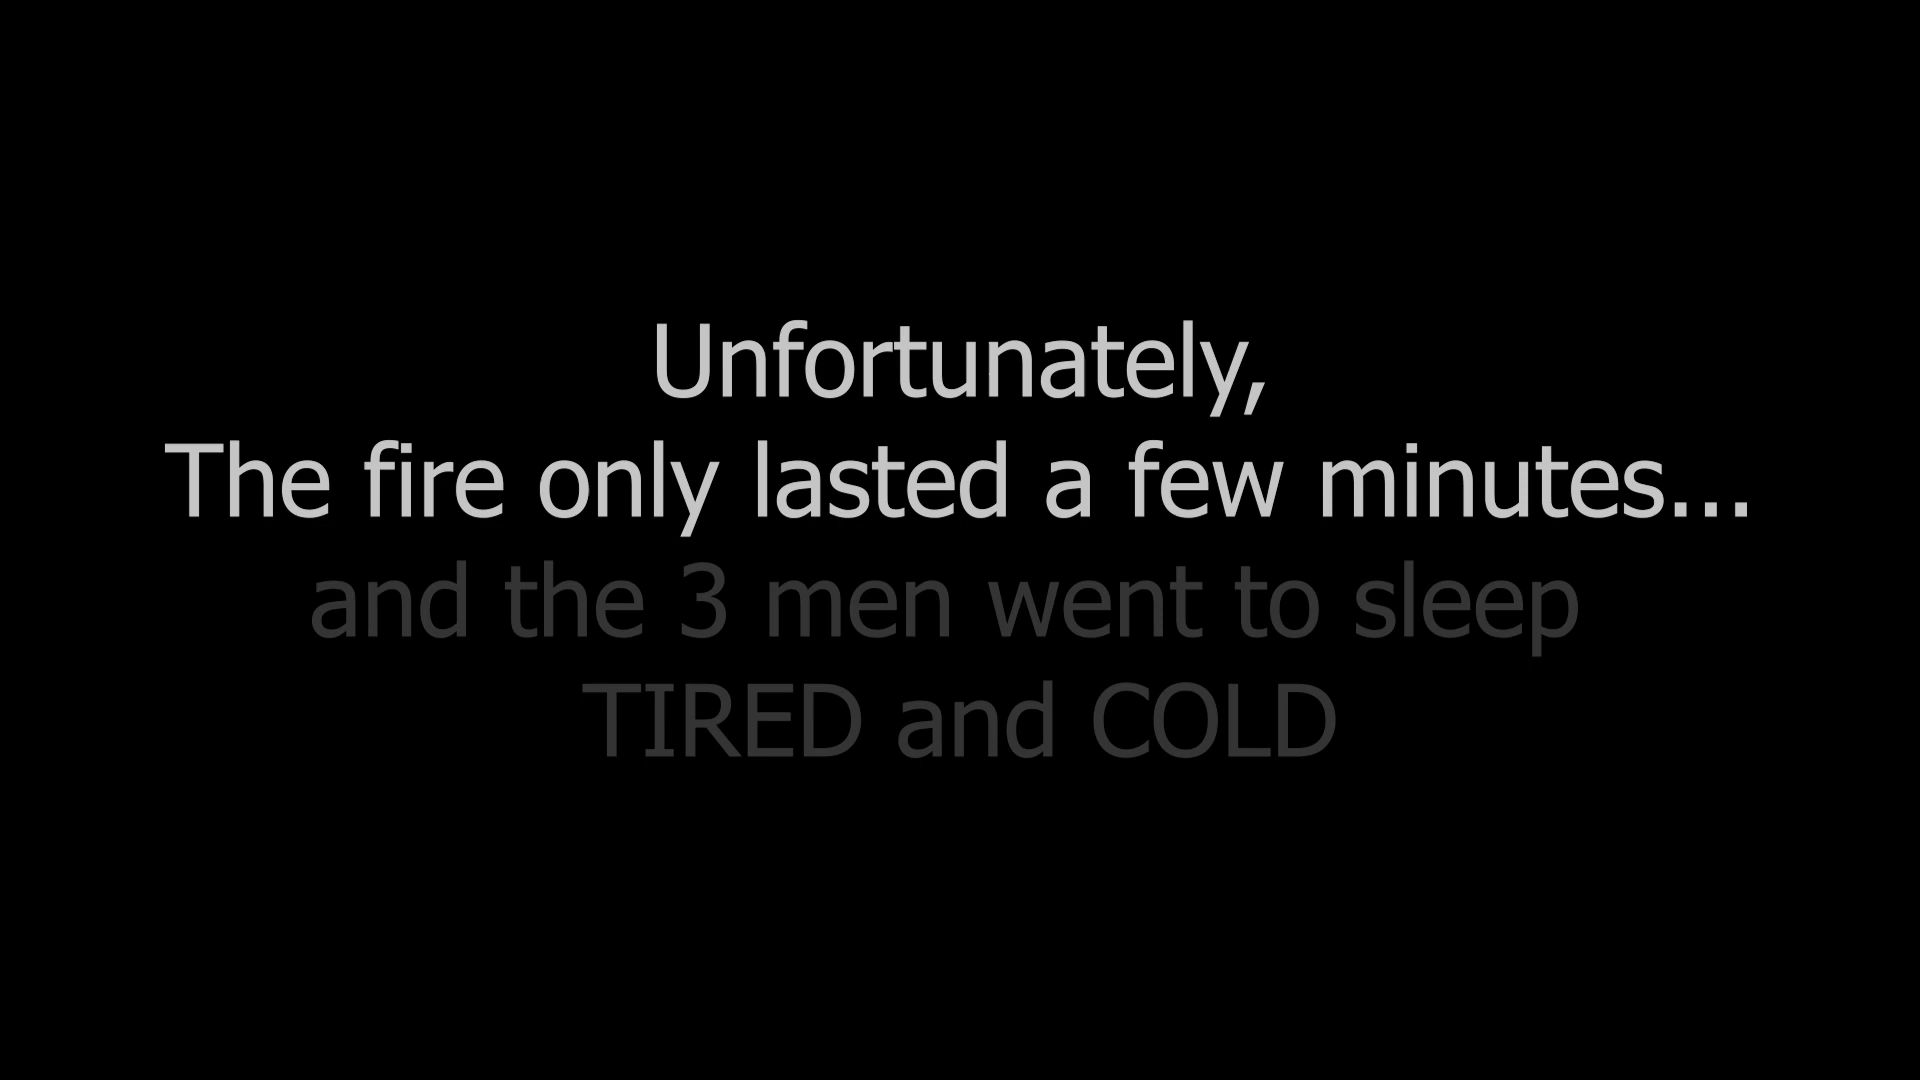 Unfortunately,
The fire only lasted a few minutes...
and the 3 men went to sleep
TIRED and COLD